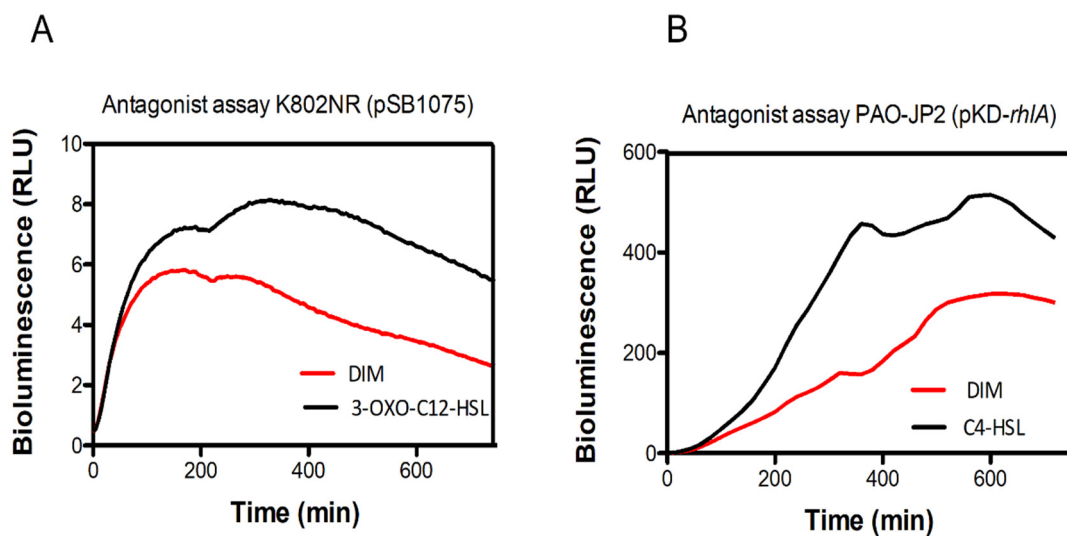 A
Antagonist assay K802NR (pSB1075)
Bioluminescence (RLU)
10
8
6
4
2
0
DIM
3-OXO-C12-HSL
0
200
400
600
Time (min)
B
Antagonist assay PAO-JP2 (pKD-rhlA)
Bioluminescence (RLU)
600
400
200
0
DIM
C4-HSL
0
200
400
600
Time (min)